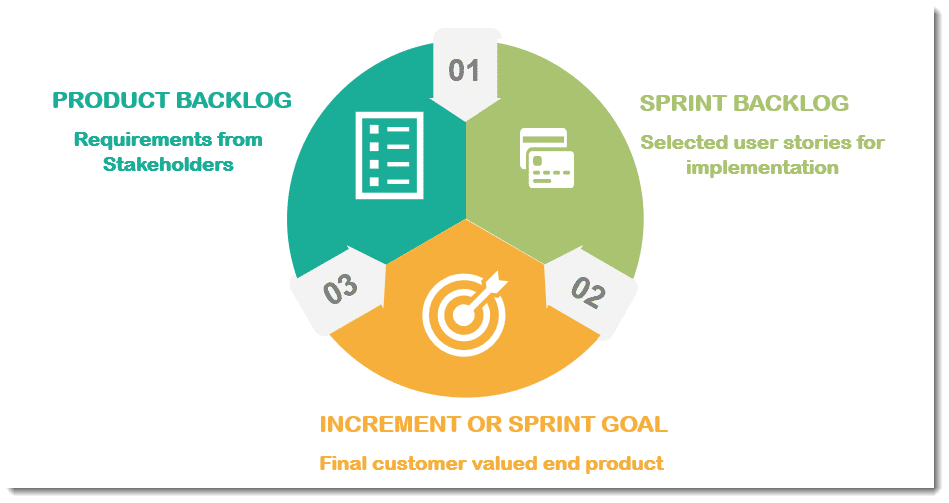 01
PRODUCT BACKLOG
Requirements from
Stakeholders
SPRINT BACKLOG
Selected user stories for
implementation
03
02
INCREMENT OR SPRINT GOAL
Final customer valued end product